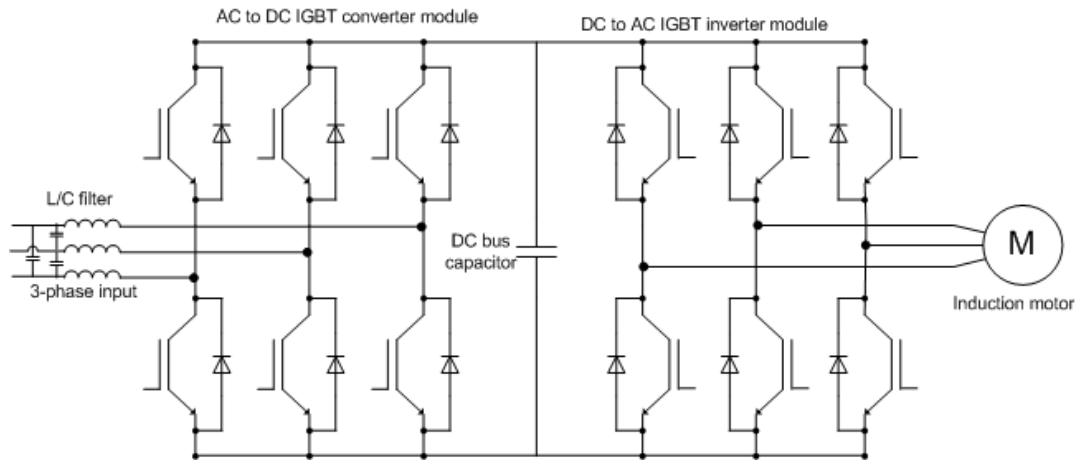 AC to DC IGBT converter module
DC to AC IGBT inverter module
L/C filter
3-phase input
DC bus
capacitor
M
Induction motor